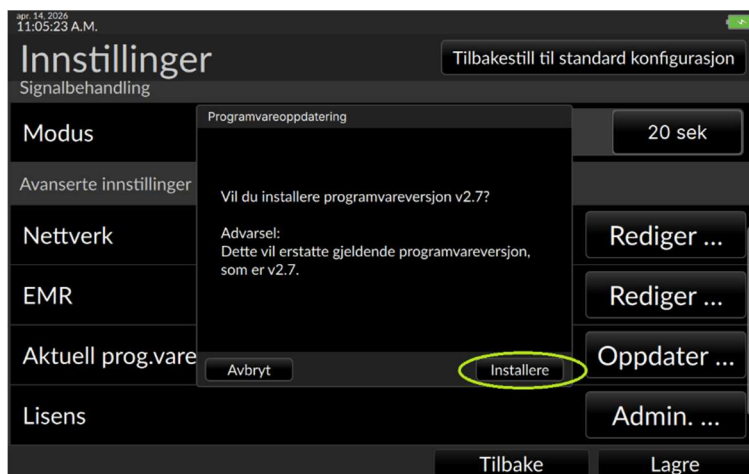 apr. 14, 2026
11:05:23 A.M.
Innstillinger
Tilbakestill til standard konfigurasjon
Signalbehandling
Programvareoppdatering
Modus
20 sek
Avanserte innstillinger
Vil du installere programvareversjon v2.7?
Advarsel:
Dette vil erstatte gjeldende programvareversjon,
som er v2.7.
Nettverk
Rediger ...
EMR
Rediger ...
Aktuell prog.vare
Oppdater ...
Avbryt
Installere
Lisens
Admin. ...
Tilbake
Lagre